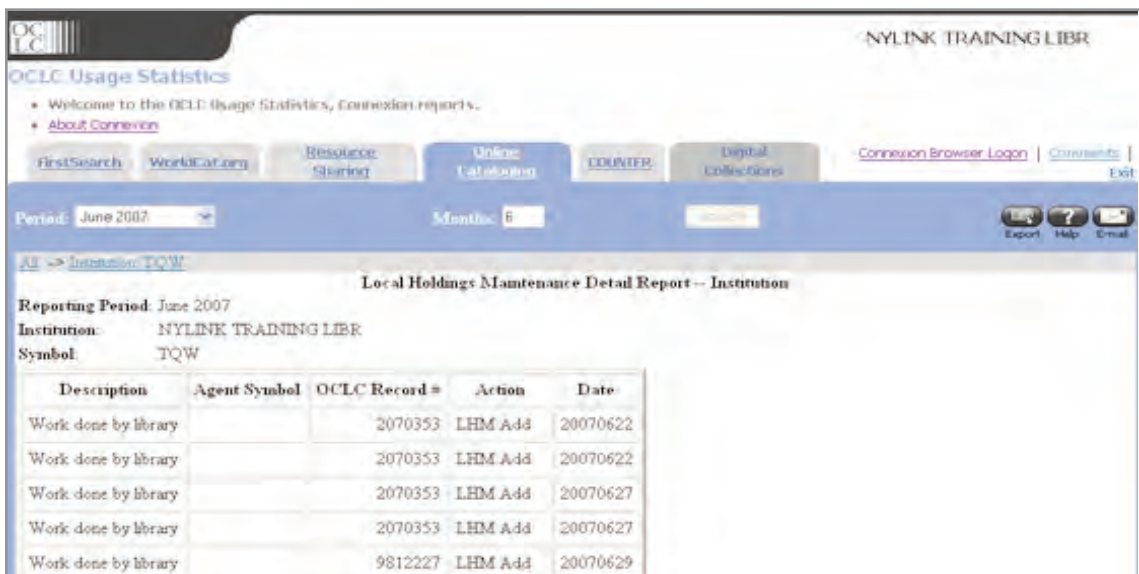 OCLC
NYLINK TRAINING LIBR
OCLC Usage Statistics
• Welcome to the OCLC Usage Statistics, Connexion reports.
• About Connexion
FirstSearch WorldCat.org Resource Sharing Online Cataloging COUNTER Digital Collections Connexion Browser Logon | Comments | Exit
Period: June 2007 Months: 6
Export Help E-mail
All -> Institution: TQW
Local Holdings Maintenance Detail Report -- Institution
Reporting Period: June 2007
Institution: NYLINK TRAINING LIBR
Symbol: TQW
Description Agent Symbol OCLC Record # Action Date
Work done by library 2070353 LHM Add 20070622
Work done by library 2070353 LHM Add 20070622
Work done by library 2070353 LHM Add 20070627
Work done by library 2070353 LHM Add 20070627
Work done by library 9812227 LHM Add 20070629